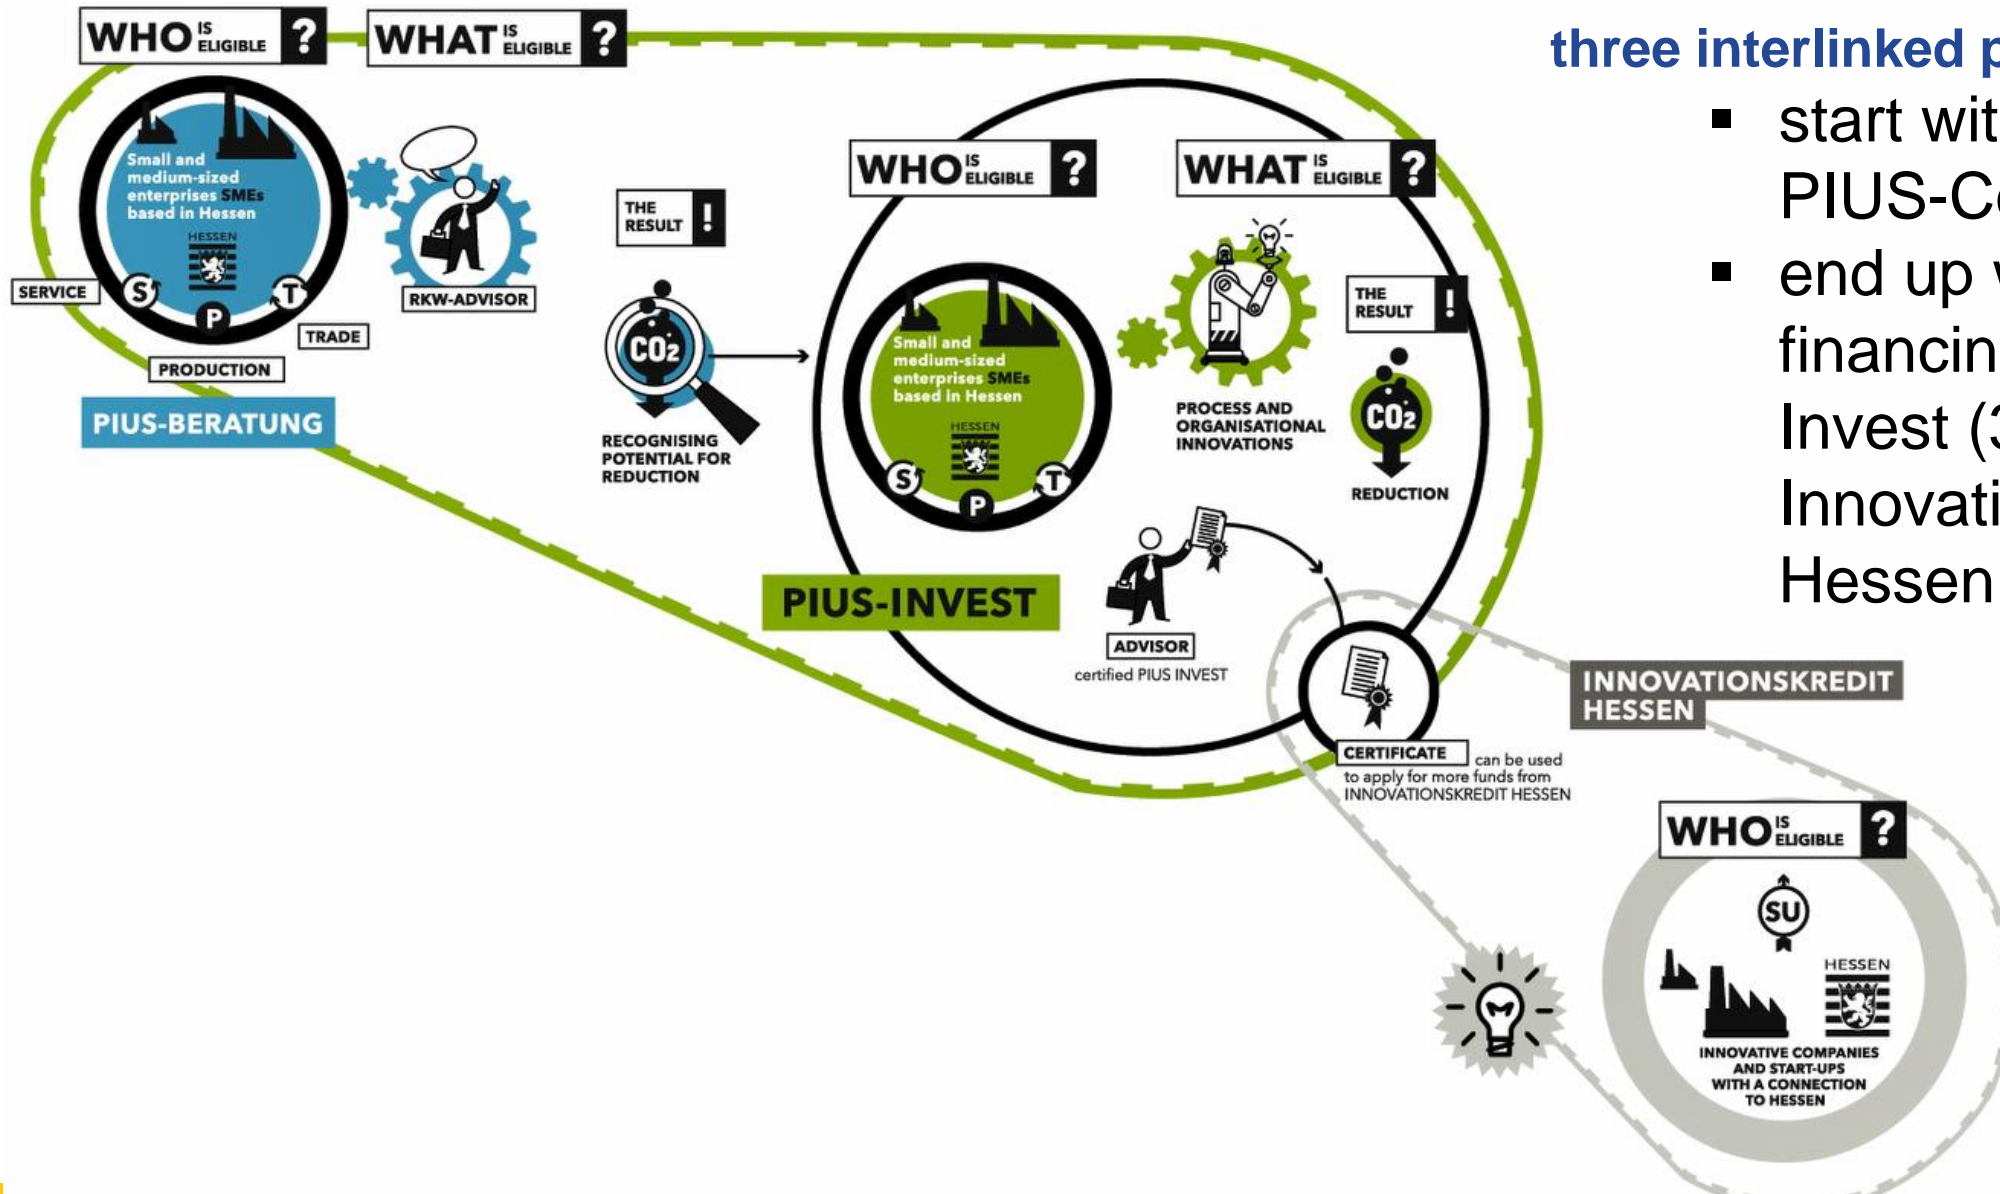 WHO IS ELIGIBLE ?
WHAT IS ELIGIBLE ?
Small and
medium-sized
enterprises SMEs
based in Hessen
HESSEN
S
P
T
SERVICE
PRODUCTION
TRADE
RKW-ADVISOR
PIUS-BERATUNG
THE
RESULT !
CO2
RECOGNISING
POTENTIAL FOR
REDUCTION
WHO IS ELIGIBLE ?
WHAT IS ELIGIBLE ?
Small and
medium-sized
enterprises SMEs
based in Hessen
HESSEN
S
P
T
PROCESS AND
ORGANISATIONAL
INNOVATIONS
THE
RESULT !
CO2
REDUCTION
PIUS-INVEST
ADVISOR
certified PIUS INVEST
CERTIFICATE can be used
to apply for more funds from
INNOVATIONSKREDIT HESSEN
INNOVATIONSKREDIT
HESSEN
WHO IS ELIGIBLE ?
SU
HESSEN
INNOVATIVE COMPANIES
AND START-UPS
WITH A CONNECTION
TO HESSEN
three interlinked
start
end up
Invest
Hessen